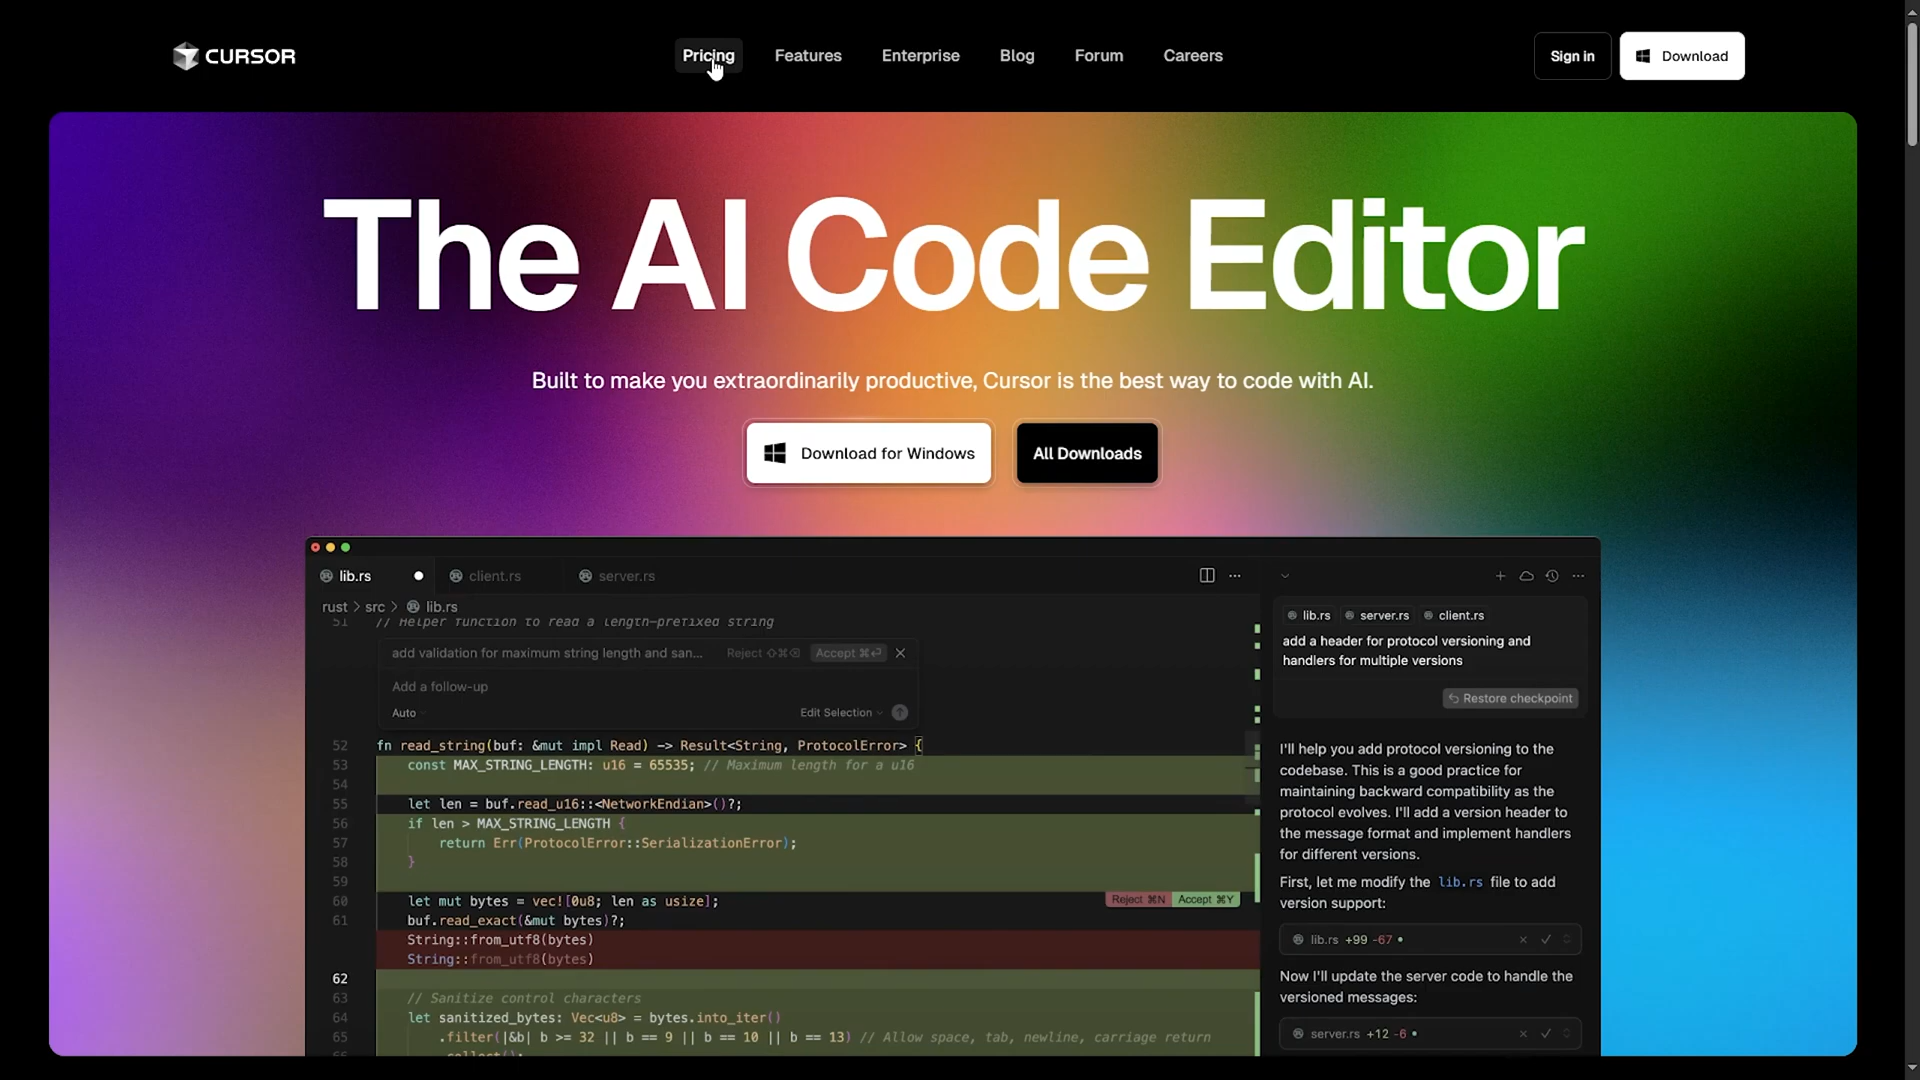 CURSOR
Pricing
Features
Enterprise
Blog
Forum
Careers
Sign in
Download
The AI Code Editor
Built to make you extraordinarily productive, Cursor is the best way to code with AI.
Download for Windows
All Downloads
lib.rs
client.rs
server.rs
rust > src > lib.rs
51 // Helper function to read a length-prefixed string
add validation for maximum string length and san... Reject ⇧⌘⌫ Accept ⌘⏎
Add a follow-up
Auto
Edit Selection
52 fn read_string(buf: &mut impl Read) -> Result<String, ProtocolError> {
53 const MAX_STRING_LENGTH: u16 = 65535; // Maximum length for a u16
54
55 let len = buf.read_u16::<NetworkEndian>()?;
56 if len > MAX_STRING_LENGTH {
57 return Err(ProtocolError::SerializationError);
58 }
59
60 let mut bytes = vec![0u8; len as usize];
Reject ⌘N Accept ⌘Y
61 buf.read_exact(&mut bytes)?;
String::from_utf8(bytes)
String::from_utf8(bytes)
62
63 // Sanitize control characters
64 let sanitized_bytes: Vec<u8> = bytes.into_iter()
65 .filter(|&b| b >= 32 || b == 9 || b == 10 || b == 13) // Allow space, tab, newline, carriage return
66 .collect();
lib.rs server.rs client.rs
add a header for protocol versioning and
handlers for multiple versions
Restore checkpoint
I'll help you add protocol versioning to the
codebase. This is a good practice for
maintaining backward compatibility as the
protocol evolves. I'll add a version header to
the message format and implement handlers
for different versions.
First, let me modify the lib.rs file to add
version support:
lib.rs +99 -67
Now I'll update the server code to handle the
versioned messages:
server.rs +12 -6